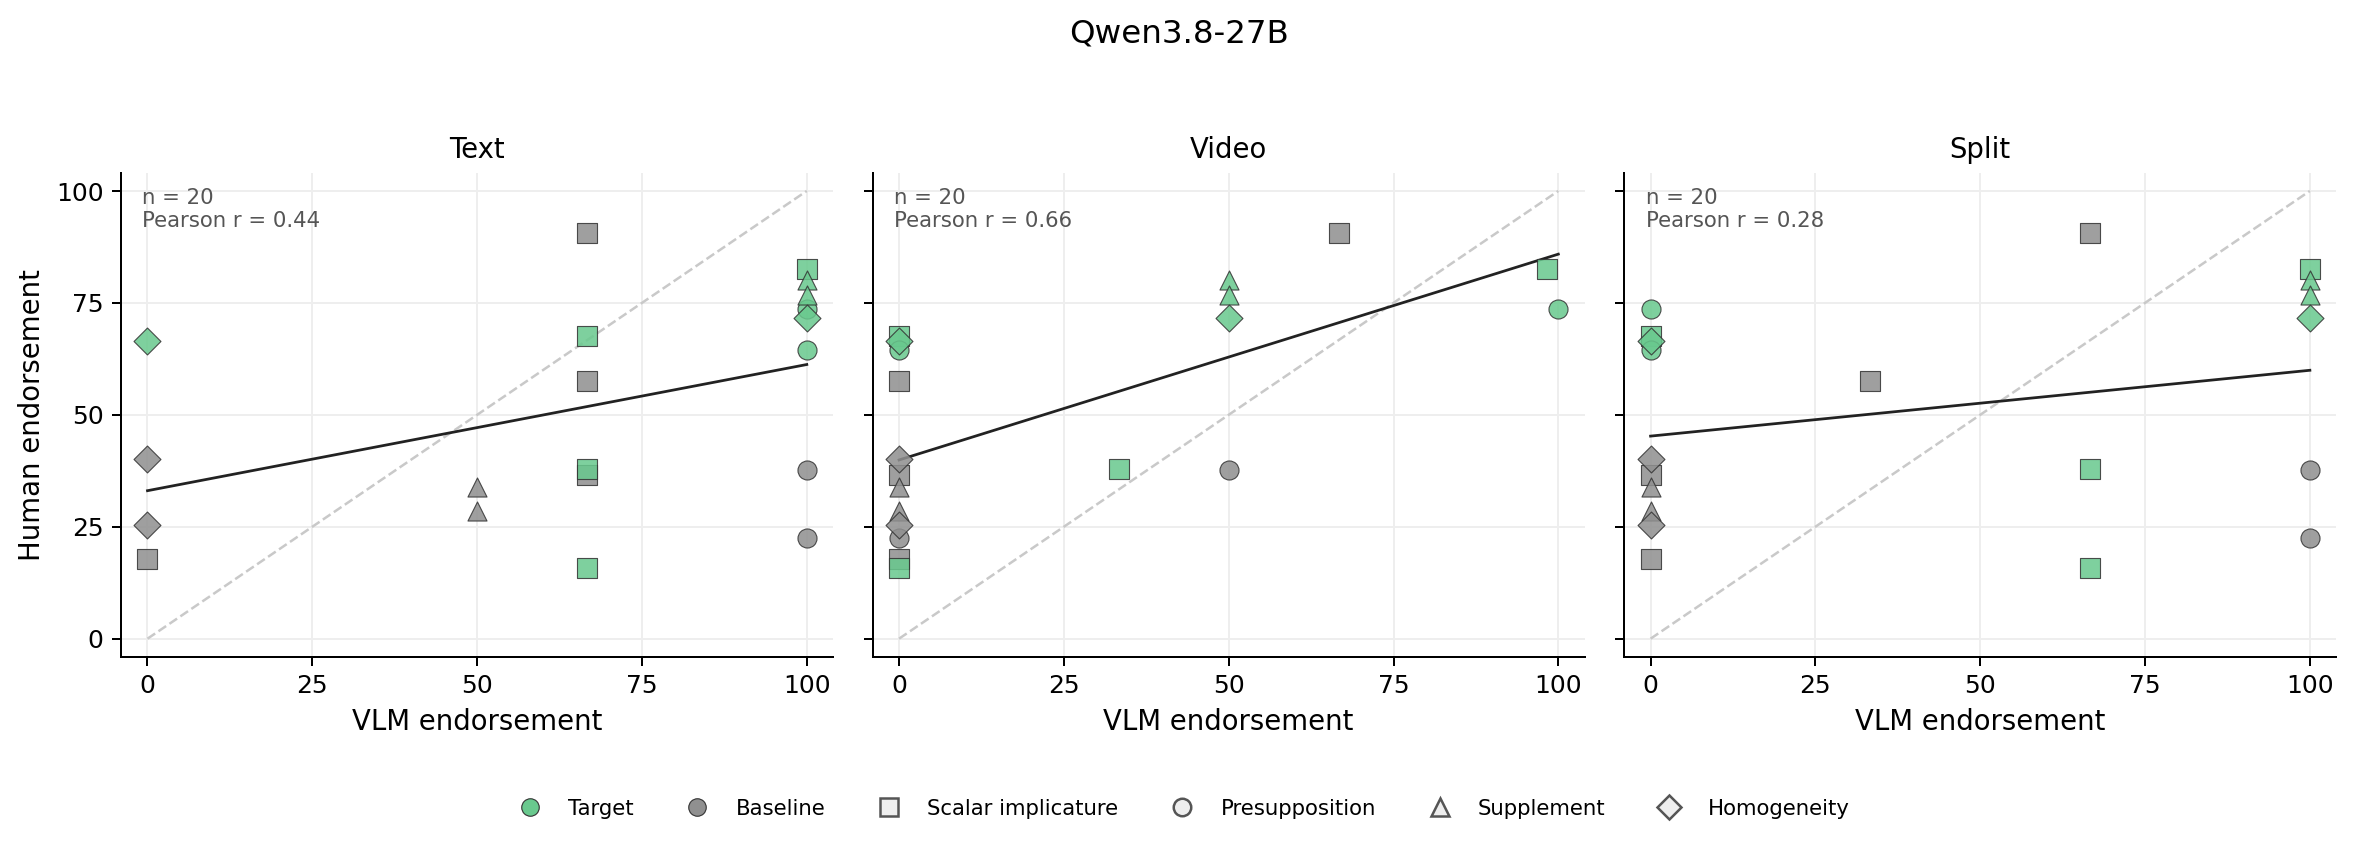 Qwen3.8-27B
Text
Video
Split
n = 20
Pearson r = 0.44
n = 20
Pearson r = 0.66
n = 20
Pearson r = 0.28
Human endorsement
100
75
50
25
0
0 25 50 75 100
0 25 50 75 100
0 25 50 75 100
VLM endorsement
VLM endorsement
VLM endorsement
Target Baseline Scalar implicature Presupposition Supplement Homogeneity